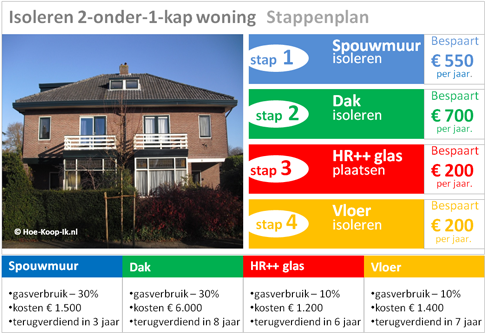 Isoleren 2-onder-1-kap woning Stappenplan
stap 1
Spouwmuur
isoleren
Bespaart
€ 550
per jaar.
stap 2
Dak
isoleren
Bespaart
€ 700
per jaar.
stap 3
HR++ glas
plaatsen
Bespaart
€ 200
per jaar.
stap 4
Vloer
isoleren
Bespaart
€ 200
per jaar.
© Hoe-Koop-Ik.nl
Spouwmuur
•gasverbruik – 30%
•kosten € 1.500
•terugverdiend in 3 jaar
Dak
•gasverbruik – 30%
•kosten € 6.000
•terugverdiend in 8 jaar
HR++ glas
•gasverbruik – 10%
•kosten € 1.200
•terugverdiend in 6 jaar
Vloer
•gasverbruik – 10%
•kosten € 1.400
•terugverdiend in 7 jaar